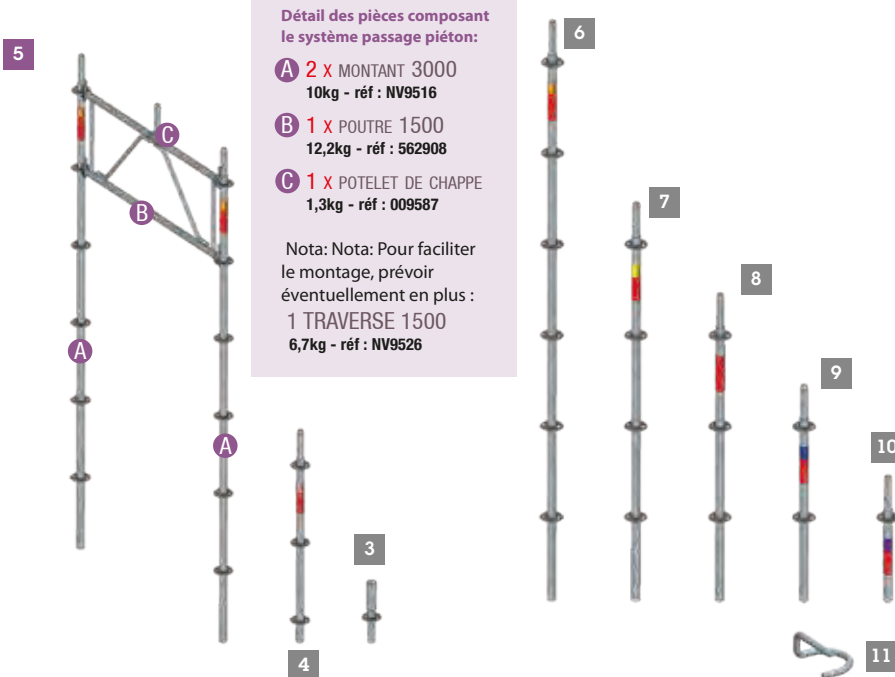 Détail des pièces composant
le système passage piéton:
A 2 X MONTANT 3000
10kg - réf : NV9516
B 1 X POUTRE 1500
12,2kg - réf : 562908
C 1 X POTELET DE CHAPPE
1,3kg - réf : 009587
Nota: Nota: Pour faciliter
le montage, prévoir
éventuellement en plus :
1 TRAVERSE 1500
6,7kg - réf : NV9526
5
C
B
A
A
4
3
6
7
8
9
10
11